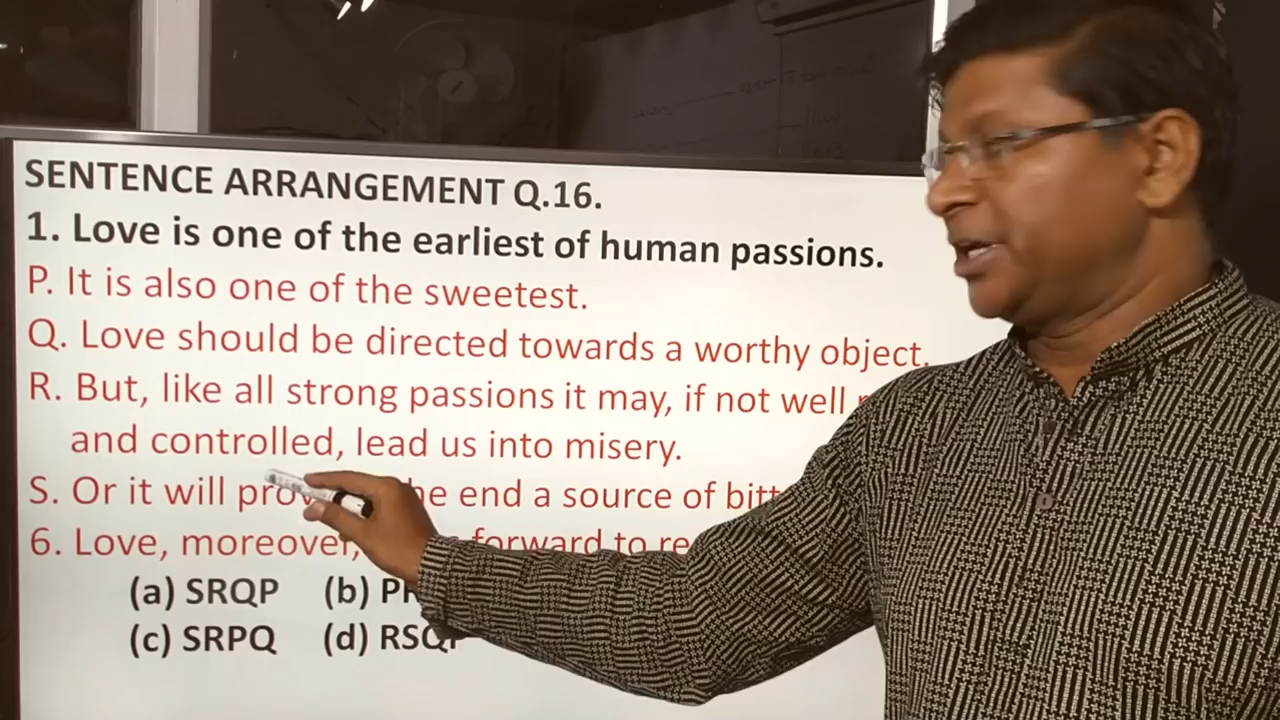 SENTENCE ARRANGEMENT Q.16.
1. Love is one of the earliest of human passions.
P. It is also one of the sweetest.
Q. Love should be directed towards a worthy object.
R. But, like all strong passions it may, if not well
and controlled, lead us into misery.
S. Or it will end a source of
6. Love, moreover, forward to
(a) SRQP (b)
(c) SRPQ (d)